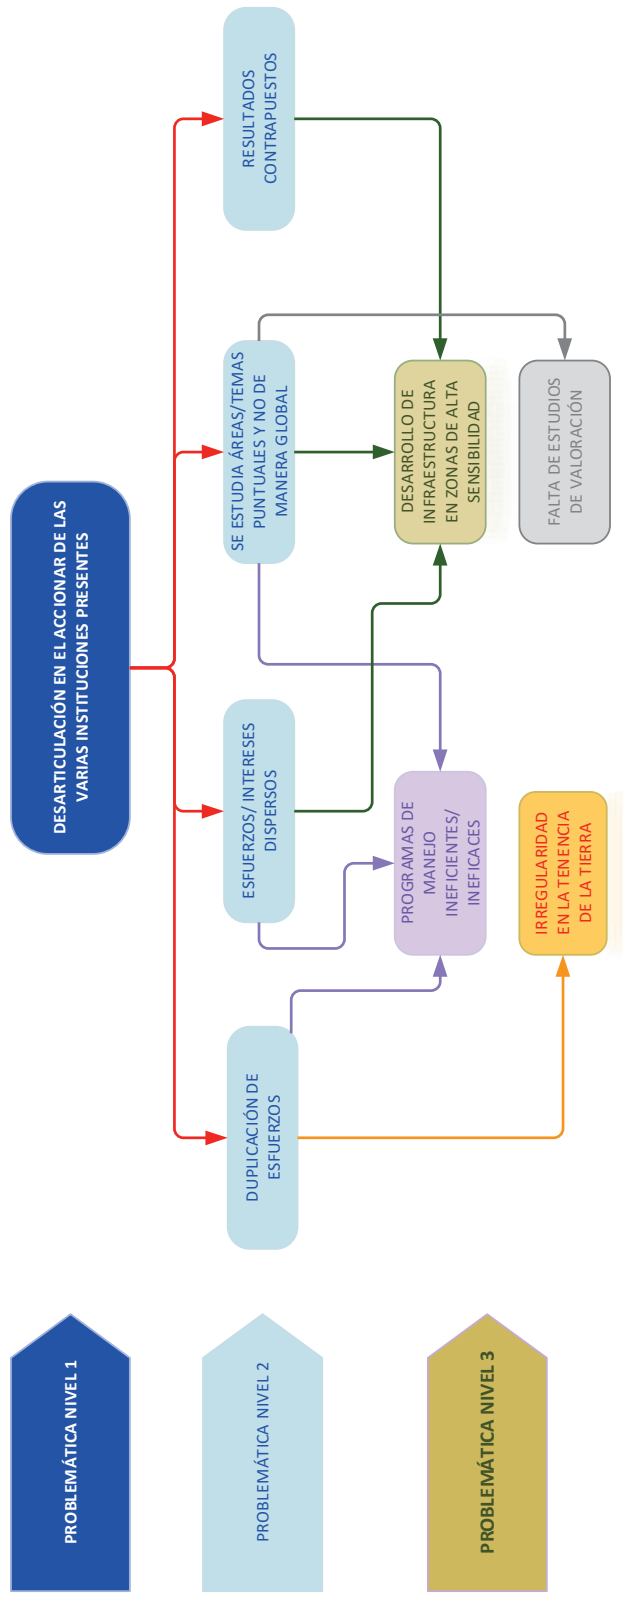 PROBLEMÁTICA NIVEL 1
DESARTICULACIÓN EN EL ACCIONAR DE LAS
VARIAS INSTITUCIONES PRESENTES
PROBLEMÁTICA NIVEL 2
DUPLICACIÓN DE
ESFUERZOS
ESFUERZOS/ INTERESES
DISPERSOS
SE ESTUDIA ÁREAS/TEMAS
PUNTUALES Y NO DE
MANERA GLOBAL
RESULTADOS
CONTRAPUESTOS
PROBLEMÁTICA NIVEL 3
PROGRAMAS DE
MANEJO
INEFICIENTES/
INEFICACES
DESARROLLO DE
INFRAESTRUCTURA
EN ZONAS DE ALTA
SENSIBILIDAD
IRREGULARIDAD
EN LA TENENCIA
DE LA TIERRA
FALTA DE ESTUDIOS
DE VALORACIÓN